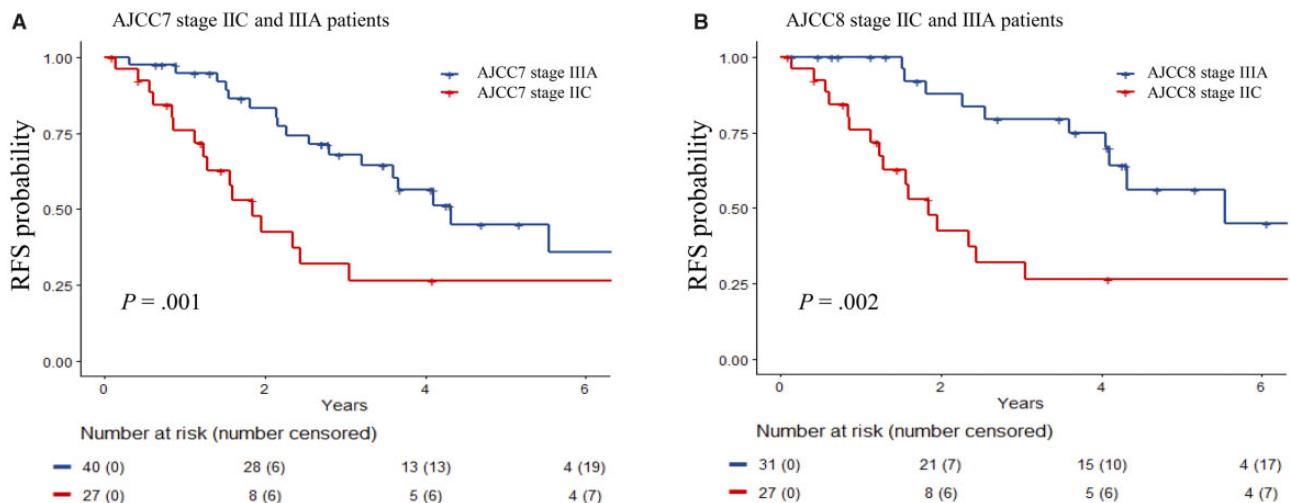 A
AJCC7 stage IIC and IIIA patients
1.00
0.75
0.50
0.25
0.00
RFS probability
AJCC7 stage IIIA
AJCC7 stage IIC
P = .001
0 2 4 6
Years
Number at risk (number censored)
40 (0) 28 (6) 13 (13) 4 (19)
27 (0) 8 (6) 5 (6) 4 (7)
B
AJCC8 stage IIC and IIIA patients
1.00
0.75
0.50
0.25
0.00
RFS probability
AJCC8 stage IIIA
AJCC8 stage IIC
P = .002
0 2 4 6
Years
Number at risk (number censored)
31 (0) 21 (7) 15 (10) 4 (17)
27 (0) 8 (6) 5 (6) 4 (7)